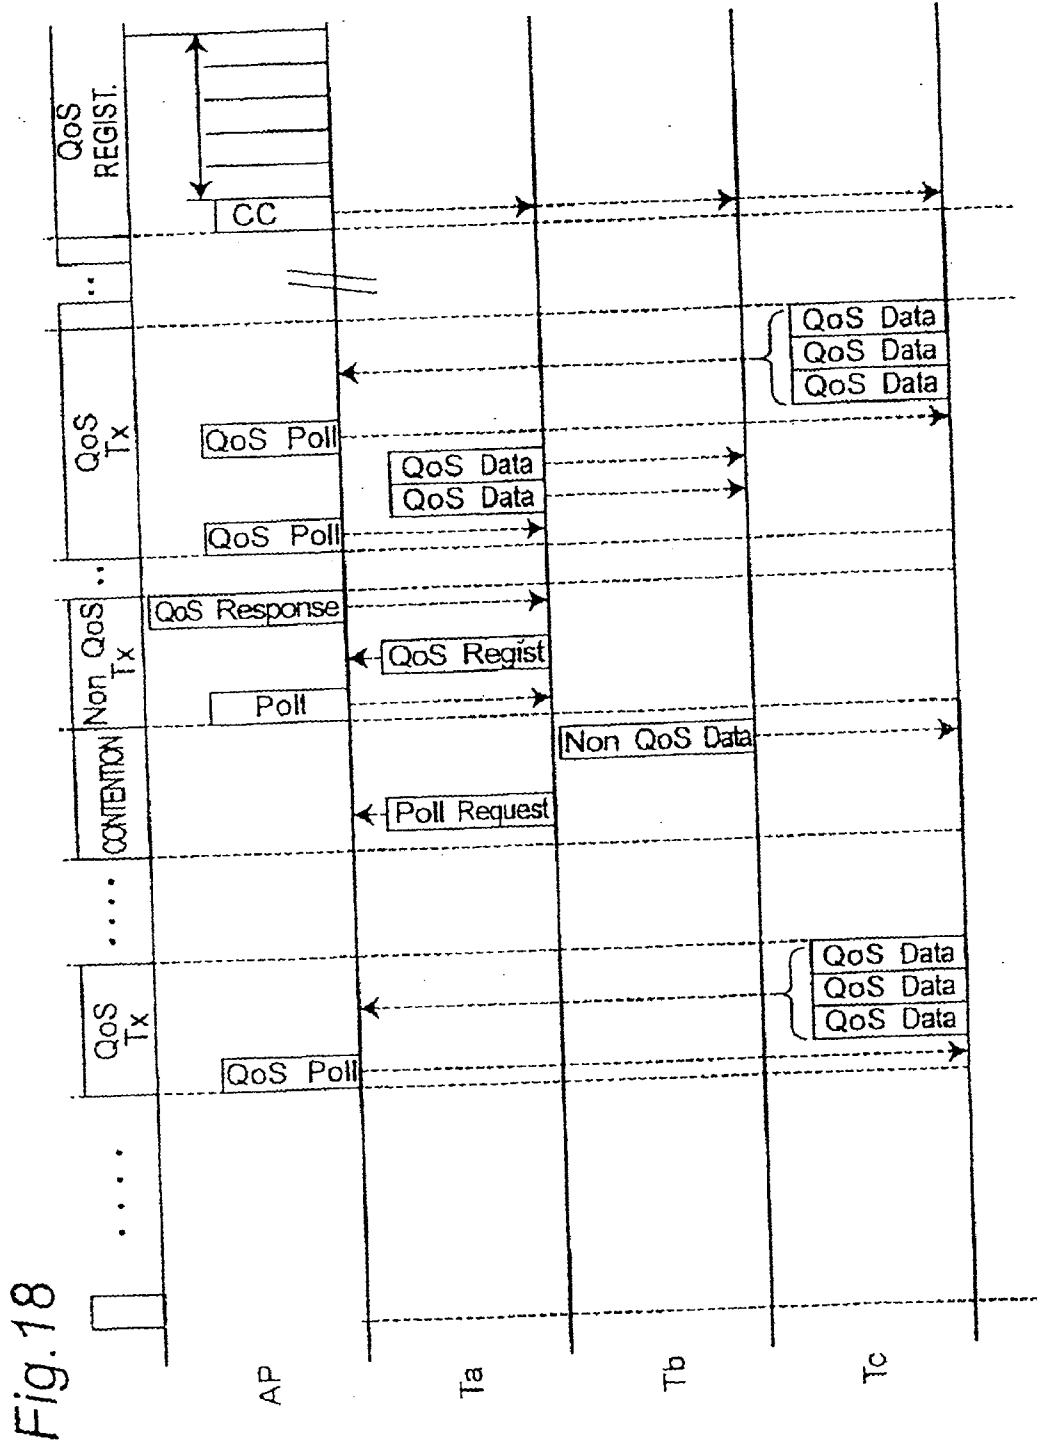 Fig.18
QoS
REGIST.
CC
QoS
Tx
QoS Data
QoS Data
QoS Data
QoS Poll
QoS Data
QoS Data
QoS Poll
Non QoS
Tx
QoS Response
QoS Regist
Poll
CONTENTION
Non QoS Data
Poll Request
QoS
Tx
QoS Data
QoS Data
QoS Data
QoS Poll
AP
Ta
Tb
Tc